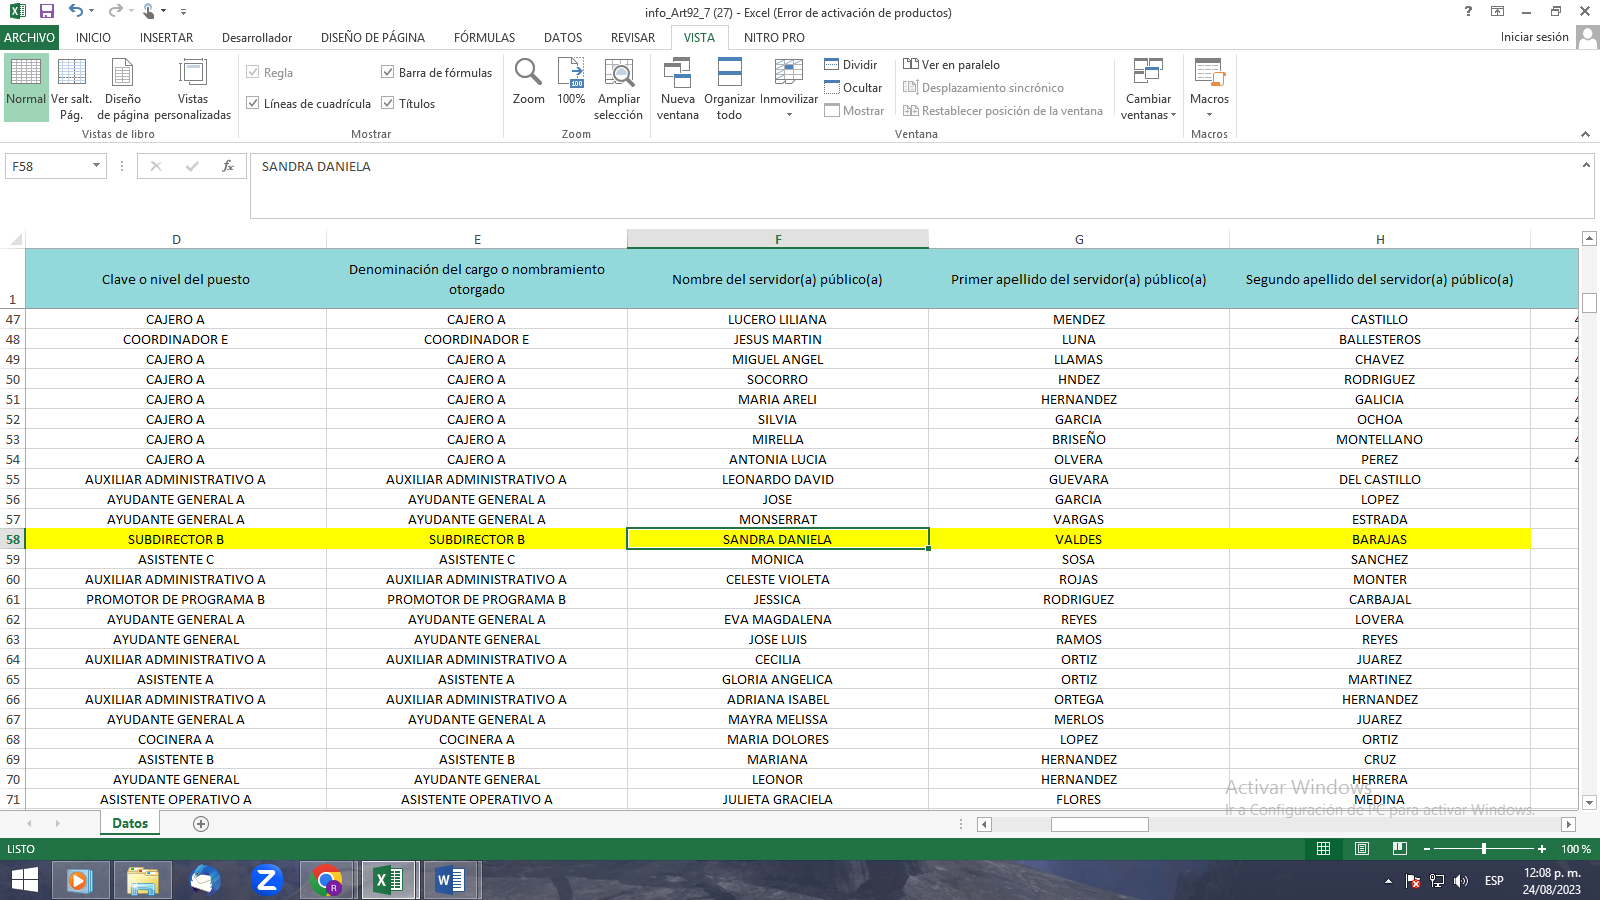 info_Art92_7 (27) - Excel (Error de activación de productos)
ARCHIVO INICIO INSERTAR Desarrollador DISEÑO DE PÁGINA FÓRMULAS DATOS REVISAR VISTA NITRO PRO Iniciar sesión
Normal Ver salt. Pág. Diseño de página Vistas personalizadas
Vistas de libro
Regla Barra de fórmulas
Líneas de cuadrícula Títulos
Mostrar
Zoom 100% Ampliar selección
Zoom
Nueva ventana Organizar todo Inmovilizar
Dividir
Ocultar
Mostrar
Ver en paralelo
Desplazamiento sincrónico
Restablecer posición de la ventana
Cambiar ventanas
Ventana
Macros
Macros
F58 fx SANDRA DANIELA
D E F G H
1 Clave o nivel del puesto Denominación del cargo o nombramiento otorgado Nombre del servidor(a) público(a) Primer apellido del servidor(a) público(a) Segundo apellido del servidor(a) público(a)
47 CAJERO A CAJERO A LUCERO LILIANA MENDEZ CASTILLO
48 COORDINADOR E COORDINADOR E JESUS MARTIN LUNA BALLESTEROS
49 CAJERO A CAJERO A MIGUEL ANGEL LLAMAS CHAVEZ
50 CAJERO A CAJERO A SOCORRO HNDEZ RODRIGUEZ
51 CAJERO A CAJERO A MARIA ARELI HERNANDEZ GALICIA
52 CAJERO A CAJERO A SILVIA GARCIA OCHOA
53 CAJERO A CAJERO A MIRELLA BRISEÑO MONTELLANO
54 CAJERO A CAJERO A ANTONIA LUCIA OLVERA PEREZ
55 AUXILIAR ADMINISTRATIVO A AUXILIAR ADMINISTRATIVO A LEONARDO DAVID GUEVARA DEL CASTILLO
56 AYUDANTE GENERAL A AYUDANTE GENERAL A JOSE GARCIA LOPEZ
57 AYUDANTE GENERAL A AYUDANTE GENERAL A MONSERRAT VARGAS ESTRADA
58 SUBDIRECTOR B SUBDIRECTOR B SANDRA DANIELA VALDES BARAJAS
59 ASISTENTE C ASISTENTE C MONICA SOSA SANCHEZ
60 AUXILIAR ADMINISTRATIVO A AUXILIAR ADMINISTRATIVO A CELESTE VIOLETA ROJAS MONTER
61 PROMOTOR DE PROGRAMA B PROMOTOR DE PROGRAMA B JESSICA RODRIGUEZ CARBAJAL
62 AYUDANTE GENERAL A AYUDANTE GENERAL A EVA MAGDALENA REYES LOVERA
63 AYUDANTE GENERAL AYUDANTE GENERAL JOSE LUIS RAMOS REYES
64 AUXILIAR ADMINISTRATIVO A AUXILIAR ADMINISTRATIVO A CECILIA ORTIZ JUAREZ
65 ASISTENTE A ASISTENTE A GLORIA ANGELICA ORTIZ MARTINEZ
66 AUXILIAR ADMINISTRATIVO A AUXILIAR ADMINISTRATIVO A ADRIANA ISABEL ORTEGA HERNANDEZ
67 AYUDANTE GENERAL A AYUDANTE GENERAL A MAYRA MELISSA MERLOS JUAREZ
68 COCINERA A COCINERA A MARIA DOLORES LOPEZ ORTIZ
69 ASISTENTE B ASISTENTE B MARIANA HERNANDEZ CRUZ
70 AYUDANTE GENERAL AYUDANTE GENERAL LEONOR HERNANDEZ HERRERA
71 ASISTENTE OPERATIVO A ASISTENTE OPERATIVO A JULIETA GRACIELA FLORES MEDINA
Activar Windows
Ir a Configuración de PC para activar Windows.
Datos
LISTO 100 %
ESP 12:08 p. m.
24/08/2023